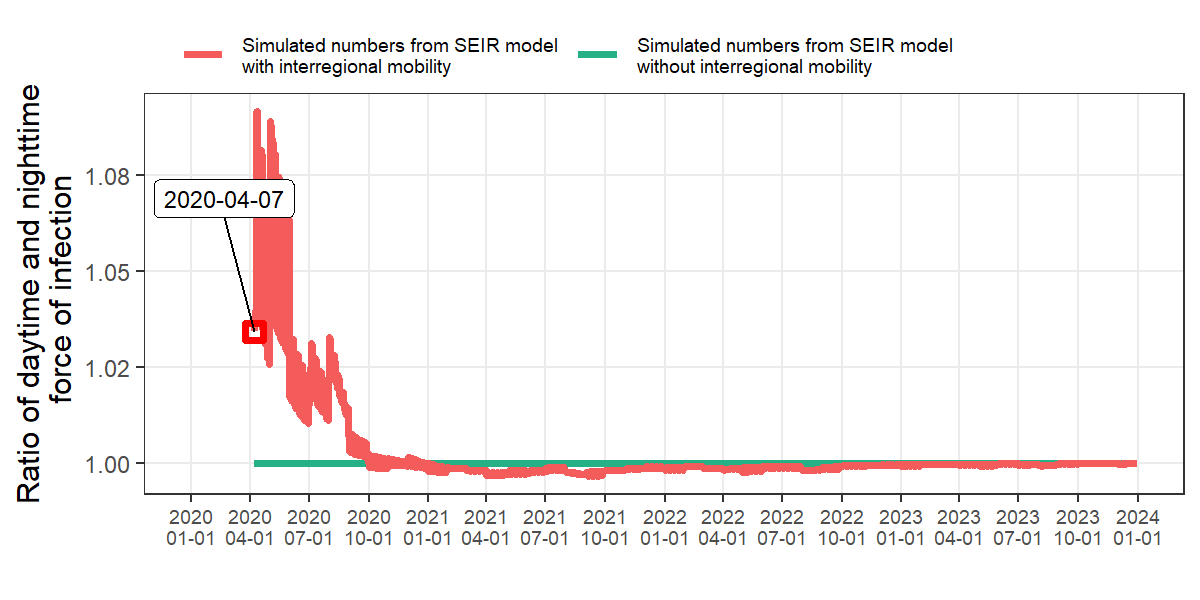 Simulated numbers from SEIR model
with interregional mobility
Simulated numbers from SEIR model
without interregional mobility
Ratio of daytime and nighttime
force of infection
1.08
1.05
1.02
1.00
2020-04-07
2020 2020 2020 2020 2021 2021 2021 2021 2022 2022 2022 2022 2023 2023 2023 2023 2024
01-01 04-01 07-01 10-01 01-01 04-01 07-01 10-01 01-01 04-01 07-01 10-01 01-01 04-01 07-01 10-01 01-01